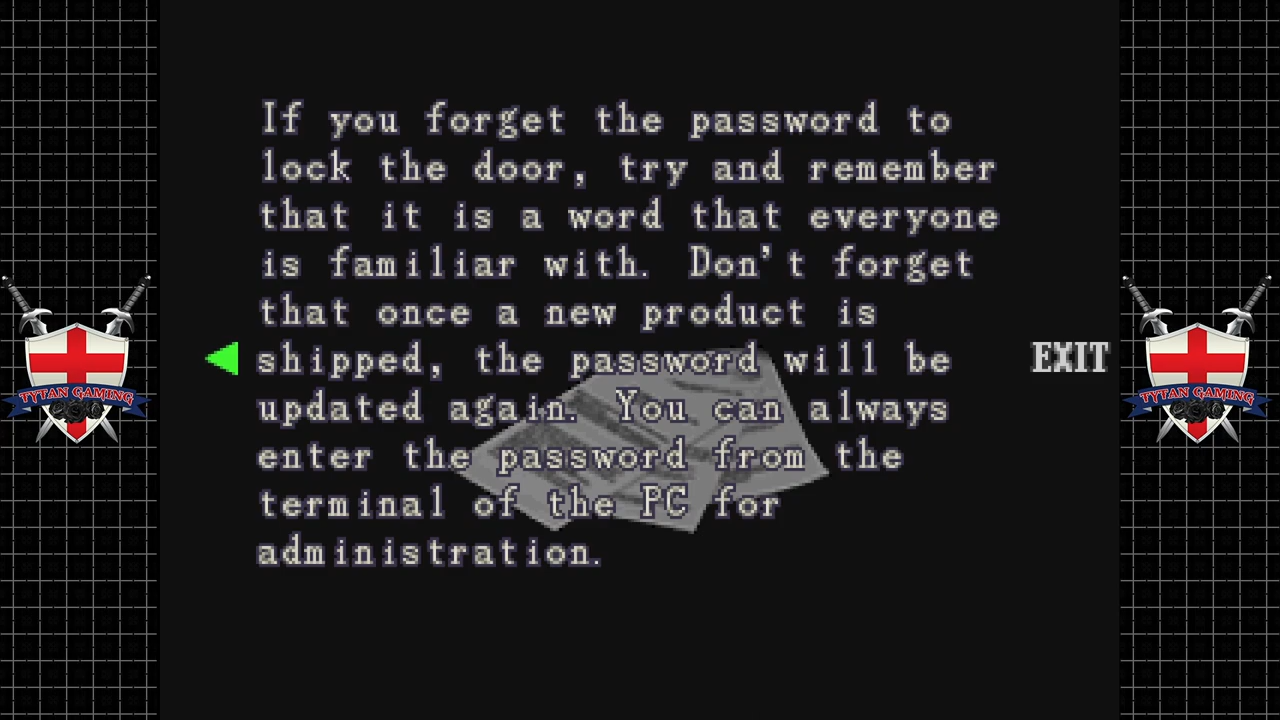 If you forget the password to
lock the door, try and remember
that it is a word that everyone
is familiar with. Don't forget
that once a new product is
shipped, the password will be
updated again. You can always
enter the password from the
terminal of the PC for
administration.
EXIT
TYTAN GAMING
TYTAN GAMING